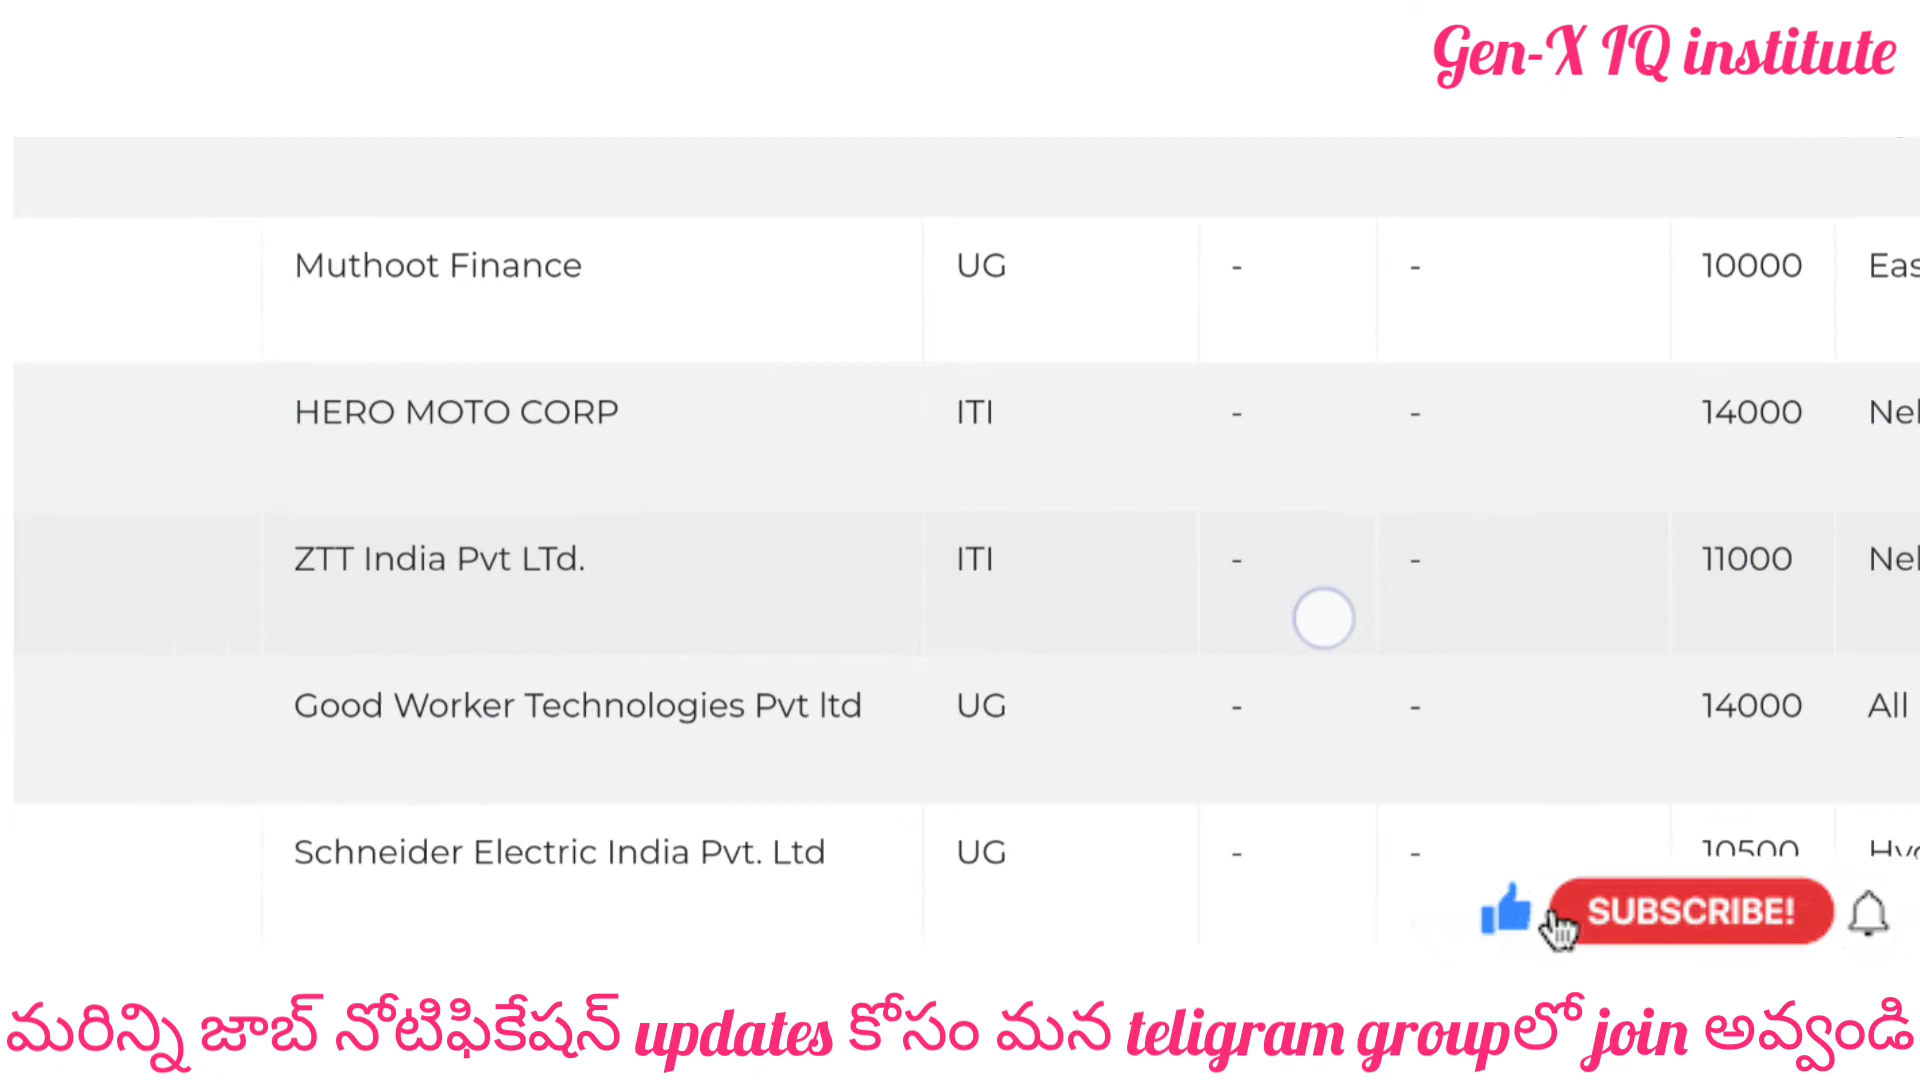 Gen-X IQ institute
Muthoot Finance UG - - 10000 Eas
HERO MOTO CORP ITI - - 14000
ZTT India Pvt LTd. ITI - - 11000
Good Worker Technologies Pvt ltd UG - - 14000 All
Schneider Electric India Pvt. Ltd UG - - 10500
SUBSCRIBE!
మరిన్ని జాబ్ నోటిఫికేషన్ updates కోసం మన teligram groupలో join అవ్వండి